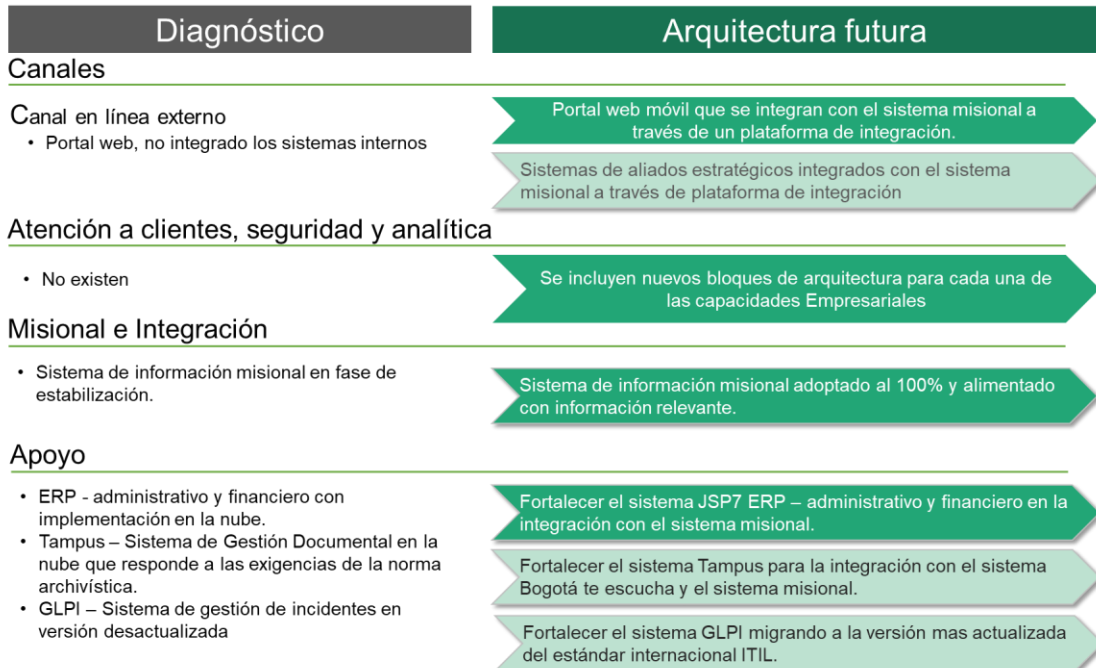 Diagnóstico
Arquitectura futura
Canales
Canal en línea externo
• Portal web, no integrado los sistemas internos
Portal web móvil que se integran con el sistema misional a
través de un plataforma de integración.
Sistemas de aliados estratégicos integrados con el sistema
misional a través de plataforma de integración
Atención a clientes, seguridad y analítica
• No existen
Se incluyen nuevos bloques de arquitectura para cada una de
las capacidades Empresariales
Misional e Integración
• Sistema de información misional en fase de
estabilización.
Sistema de información misional adoptado al 100% y alimentado
con información relevante.
Apoyo
• ERP - administrativo y financiero con
implementación en la nube.
• Tampus – Sistema de Gestión Documental en la
nube que responde a las exigencias de la norma
archivística.
• GLPI – Sistema de gestión de incidentes en
versión desactualizada
Fortalecer el sistema JSP7 ERP – administrativo y financiero en la
integración con el sistema misional.
Fortalecer el sistema Tampus para la integración con el sistema
Bogotá te escucha y el sistema misional.
Fortalecer el sistema GLPI migrando a la versión mas actualizada
del estándar internacional ITIL.